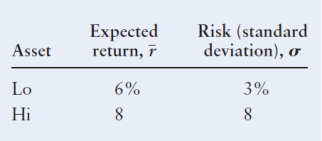 Expected Risk (standard
Asset return, r̄ deviation), σ
Lo 6% 3%
Hi 8 8